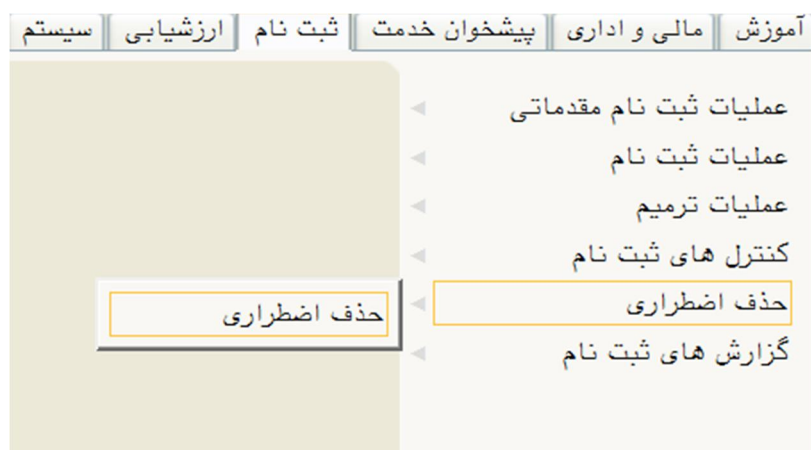 آموزش مالی و اداری پیشخوان خدمت ثبت نام ارزشیابی سیستم
عملیات ثبت نام مقدماتی
عملیات ثبت نام
عملیات ترمیم
کنترل های ثبت نام
حذف اضطراری
حذف اضطراری
گزارش های ثبت نام